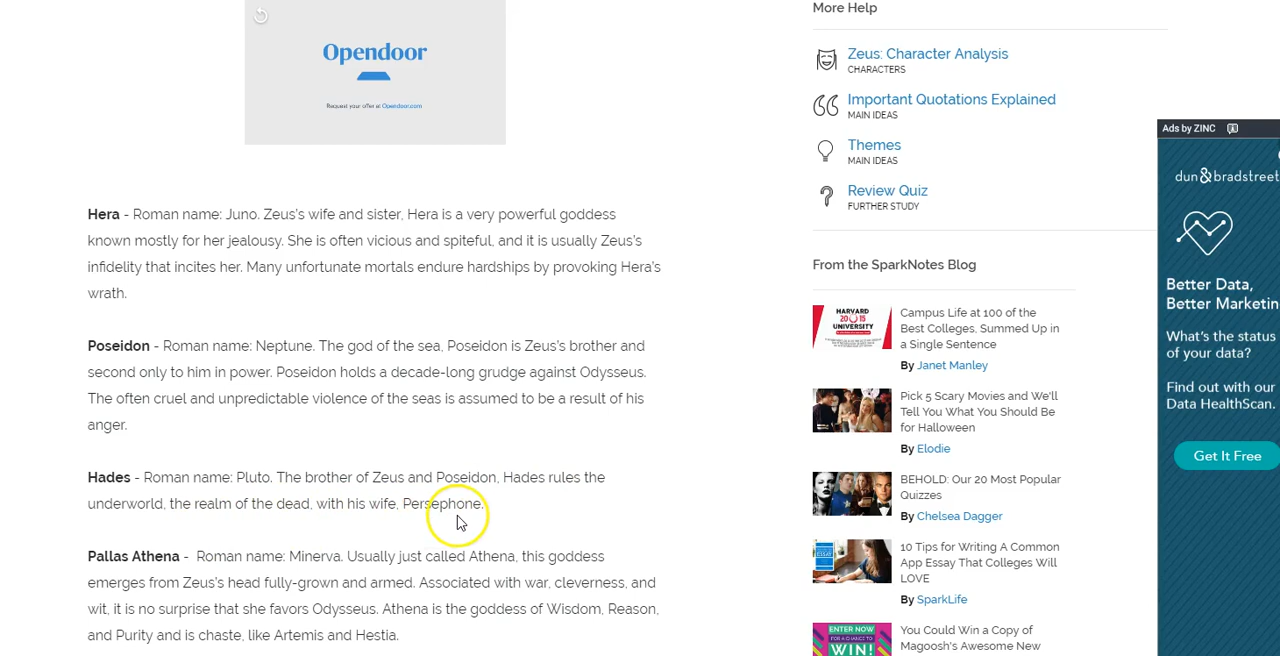 Opendoor
Request your offer at Opendoor.com
Hera - Roman name: Juno. Zeus's wife and sister, Hera is a very powerful goddess
known mostly for her jealousy. She is often vicious and spiteful, and it is usually Zeus's
infidelity that incites her. Many unfortunate mortals endure hardships by provoking Hera's
wrath.
Poseidon - Roman name: Neptune. The god of the sea, Poseidon is Zeus's brother and
second only to him in power. Poseidon holds a decade-long grudge against Odysseus.
The often cruel and unpredictable violence of the seas is assumed to be a result of his
anger.
Hades - Roman name: Pluto. The brother of Zeus and Poseidon, Hades rules the
underworld, the realm of the dead, with his wife, Persephone.
Pallas Athena - Roman name: Minerva. Usually just called Athena, this goddess
emerges from Zeus's head fully-grown and armed. Associated with war, cleverness, and
wit, it is no surprise that she favors Odysseus. Athena is the goddess of Wisdom, Reason,
and Purity and is chaste, like Artemis and Hestia.
More Help
Zeus: Character Analysis
CHARACTERS
Important Quotations Explained
MAIN IDEAS
Themes
MAIN IDEAS
Review Quiz
FURTHER STUDY
From the SparkNotes Blog
HARVARD
2015
UNIVERSITY
Campus Life at 100 of the
Best Colleges, Summed Up in
a Single Sentence
By Janet Manley
Pick 5 Scary Movies and We'll
Tell You What You Should Be
for Halloween
By Elodie
BEHOLD: Our 20 Most Popular
Quizzes
By Chelsea Dagger
10 Tips for Writing A Common
App Essay That Colleges Will
LOVE
By SparkLife
ENTER NOW
WIN!
You Could Win a Copy of
Magoosh's Awesome New
Ads by ZINC
dun&bradstreet
Better Data,
Better Marketin
What's the status
of your data?
Find out with our
Data HealthScan.
Get It Free